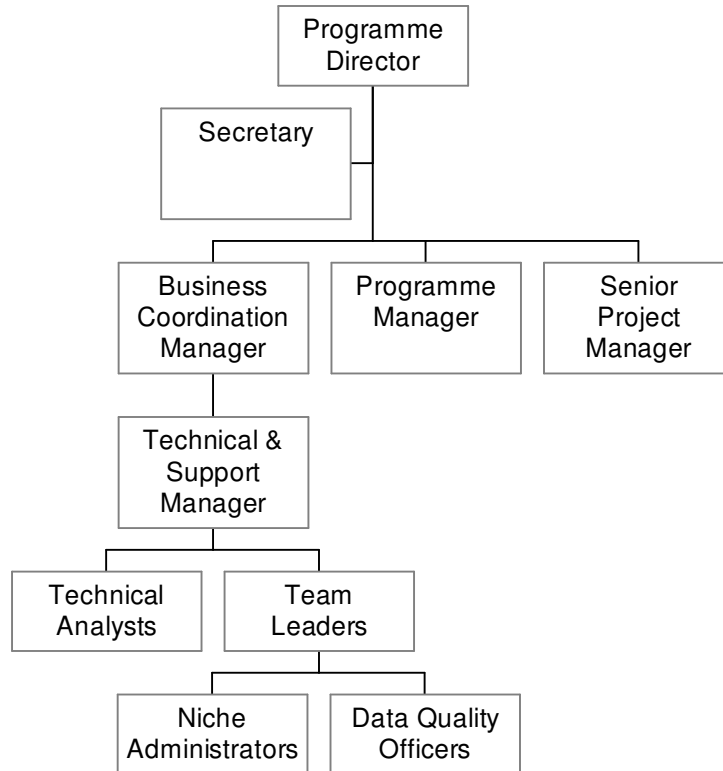 Programme
Director
Secretary
Business
Coordination
Manager
Programme
Manager
Senior
Project
Manager
Technical &
Support
Manager
Technical
Analysts
Team
Leaders
Niche
Administrators
Data Quality
Officers